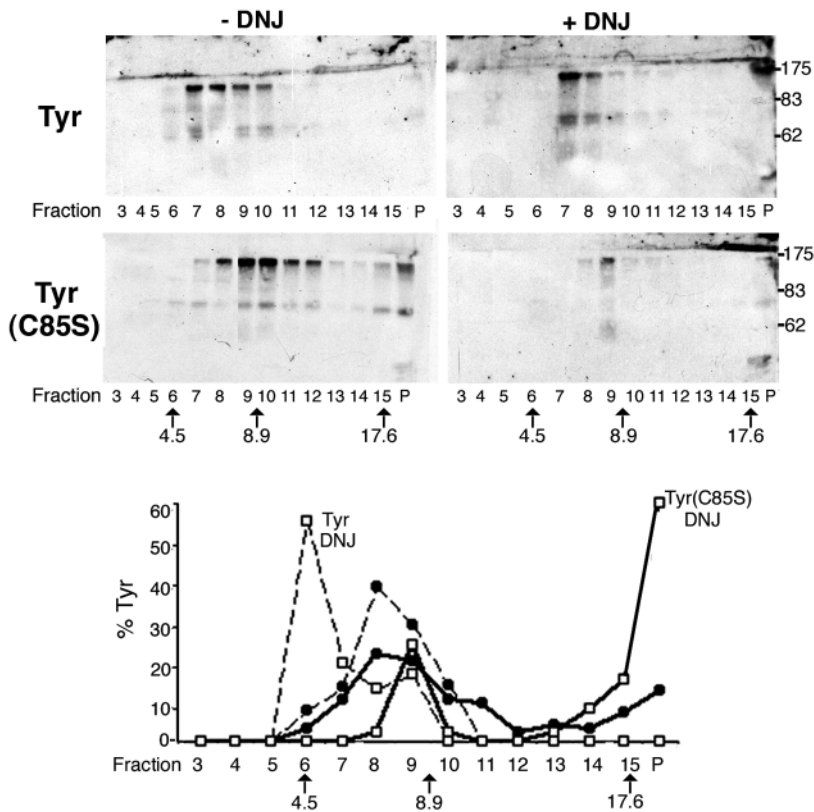 - DNJ + DNJ
Tyr
175
83
62
Fraction 3 4 5 6 7 8 9 10 11 12 13 14 15 P 3 4 5 6 7 8 9 10 11 12 13 14 15 P
Tyr
(C85S)
175
83
62
Fraction 3 4 5 6 7 8 9 10 11 12 13 14 15 P 3 4 5 6 7 8 9 10 11 12 13 14 15 P
4.5 8.9 17.6 4.5 8.9 17.6
% Tyr
60
50
40
30
20
10
0
Tyr
DNJ
Tyr(C85S)
DNJ
Fraction 3 4 5 6 7 8 9 10 11 12 13 14 15 P
4.5 8.9 17.6